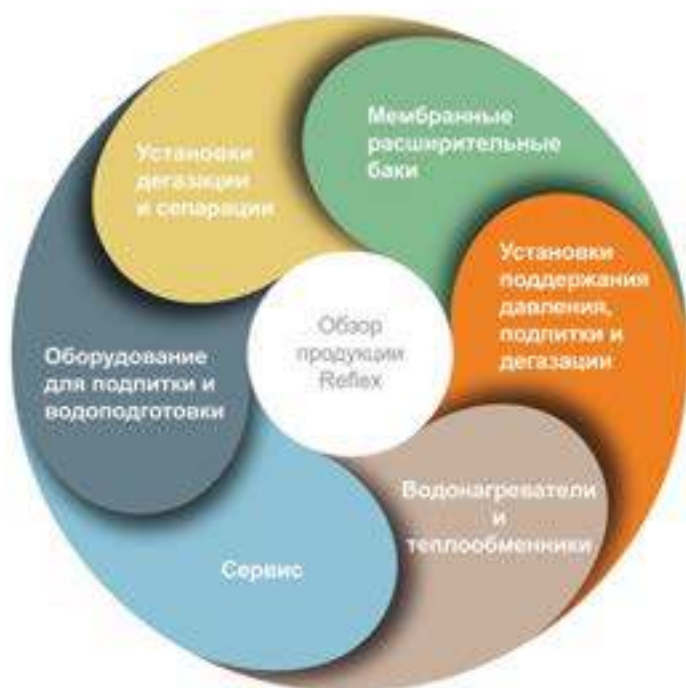 Мембранные
расширительные
баки
Установки
поддержания
давления,
подпитки и
дегазации
Водонагреватели
и
теплообменники
Сервис
Оборудование
для подпитки и
водоподготовки
Установки
дегазации
и сепарации
Обзор
продукции
Reflex